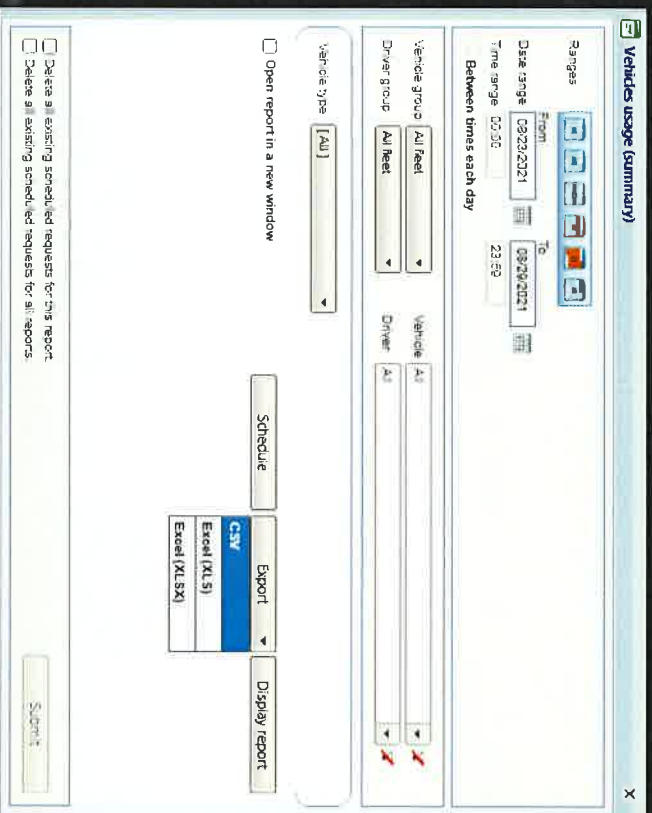 Vehicles usage (summary) X
Ranges
From To
Date range 08/23/2021 08/29/2021
Time range 00:00 23:59
Between times each day
Vehicle group All fleet Vehicle All
Driver group All fleet Driver All
Vehicle type [All]
Open report in a new window
Schedule Export Display report
CSV
Excel (XLS)
Excel (XLSX)
Delete all existing scheduled requests for this report.
Delete all existing scheduled requests for all reports.
Submit